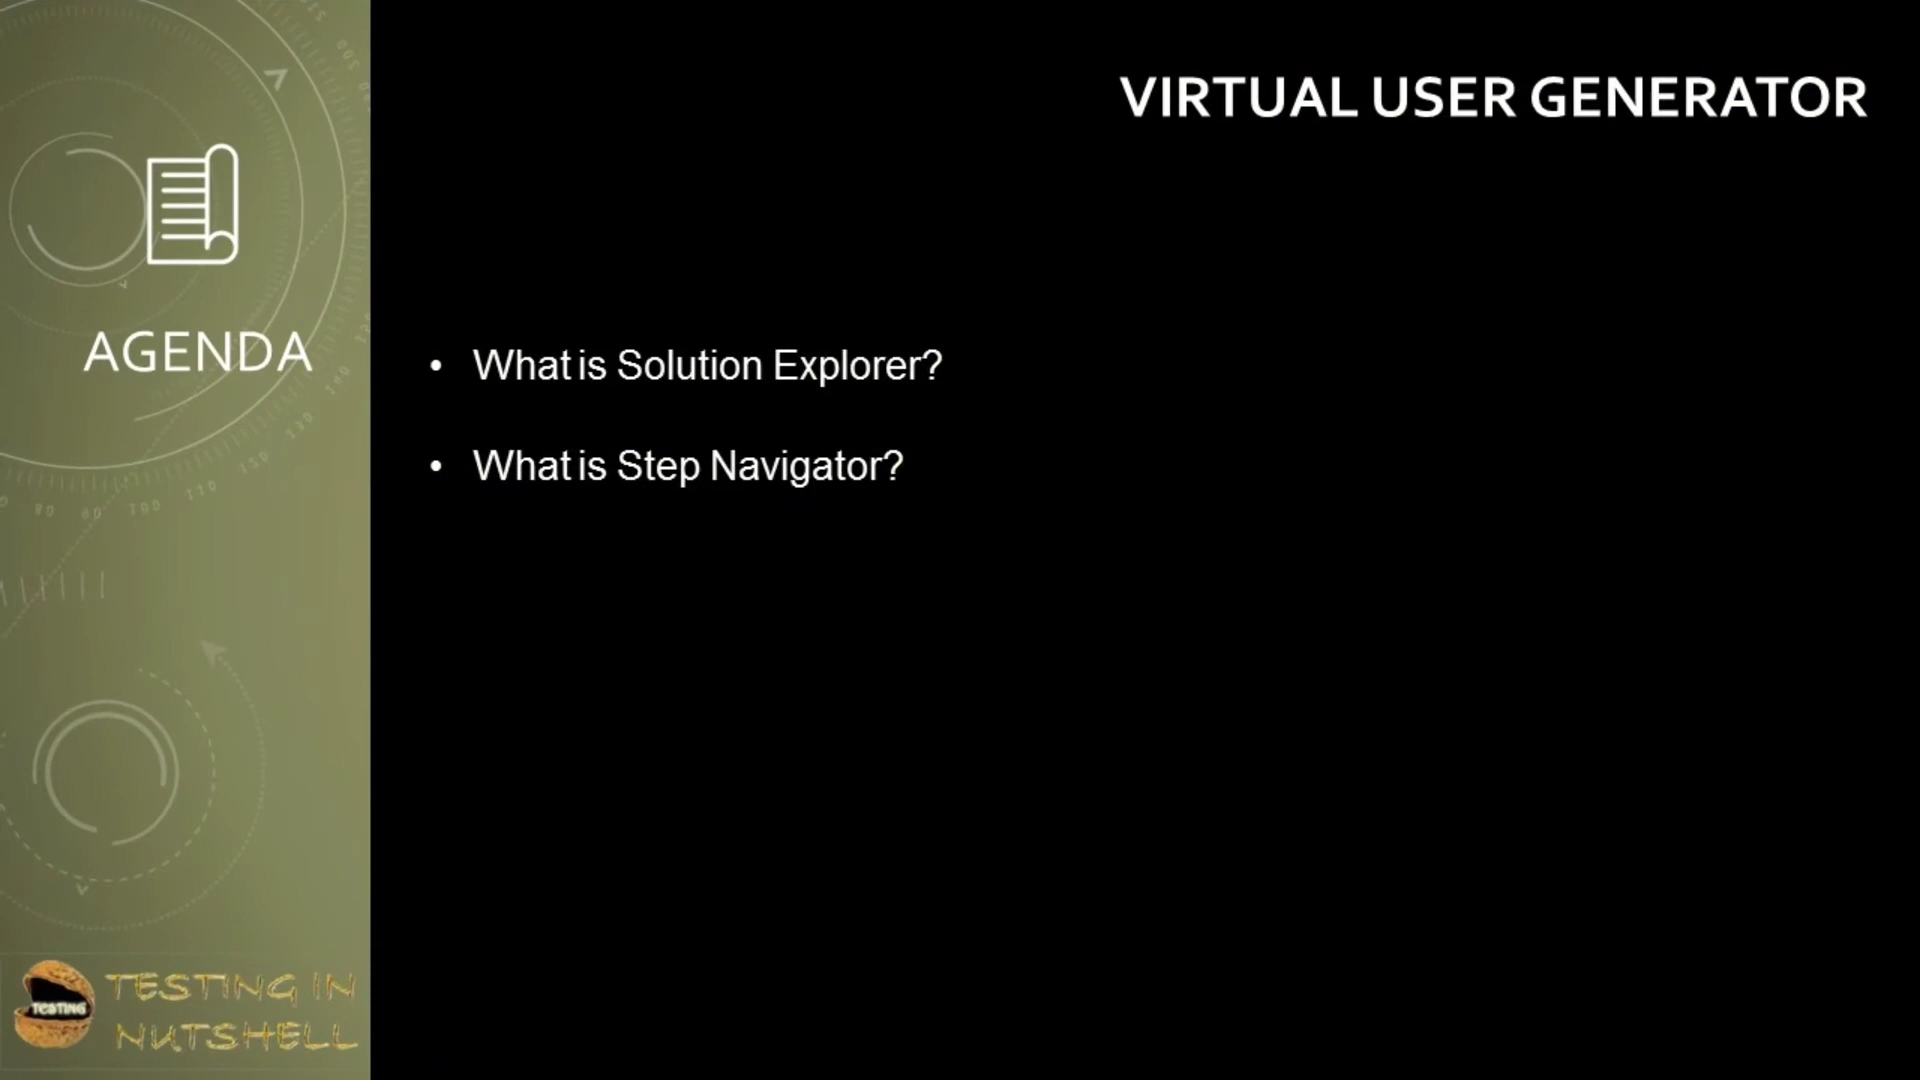 VIRTUAL USER GENERATOR
AGENDA
• What is Solution Explorer?
• What is Step Navigator?
TESTING
TESTING IN
NUTSHELL